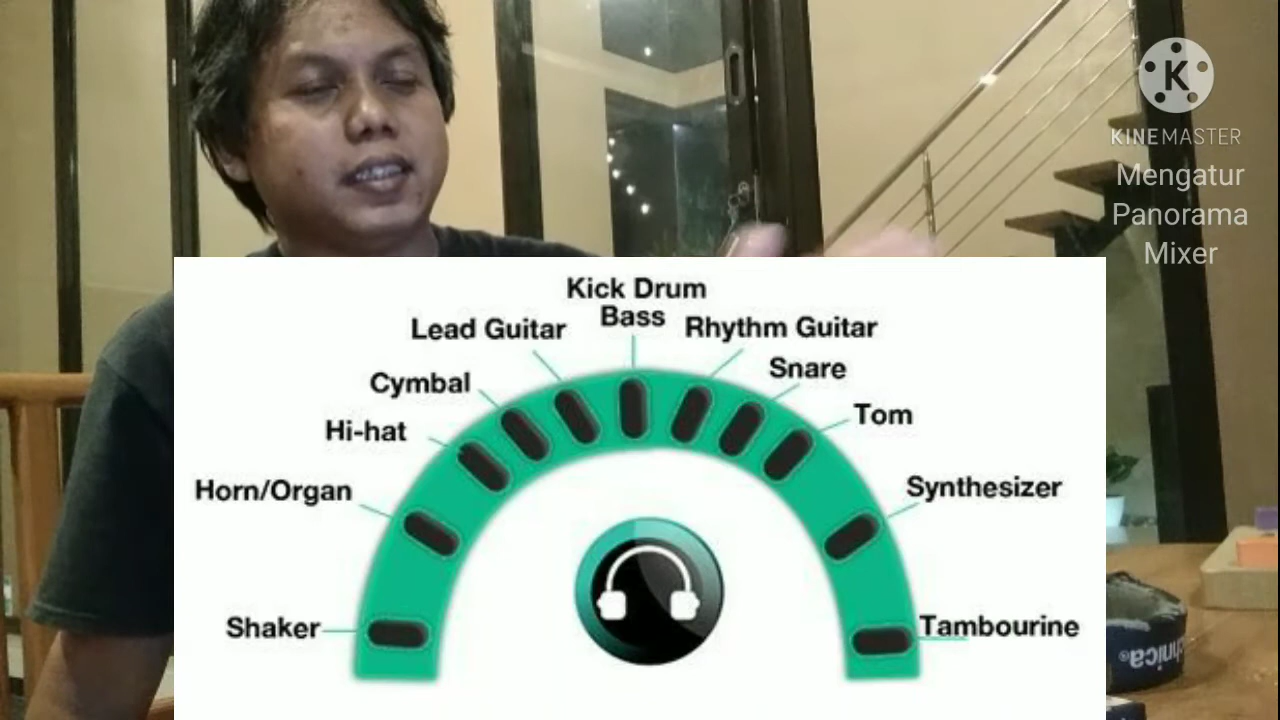 K
KINEMASTER
Mengatur
Panorama
Mixer
Kick Drum
Bass
Lead Guitar
Rhythm Guitar
Cymbal
Snare
Hi-hat
Tom
Horn/Organ
Synthesizer
Shaker
Tambourine